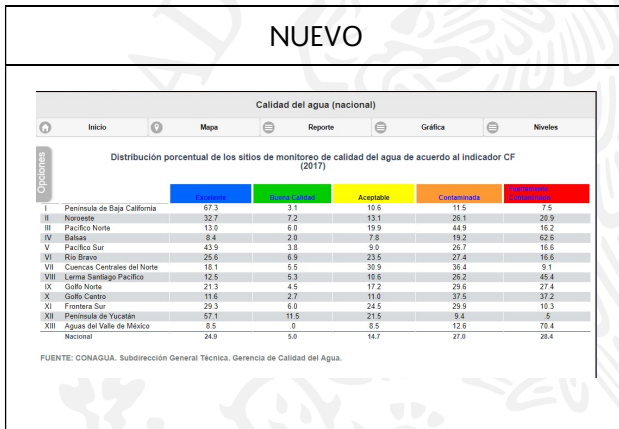 NUEVO
Calidad del agua (nacional)
Inicio Mapa Reporte Gráfica Niveles
Opciones
Distribución porcentual de los sitios de monitoreo de calidad del agua de acuerdo al indicador CF
(2017)
Excelente Buena Calidad Aceptable Contaminada Fuertemente Contaminada
I Península de Baja California 67.3 3.1 10.6 11.5 7.5
II Noroeste 32.7 7.2 13.1 26.1 20.9
III Pacífico Norte 13.0 6.0 19.9 44.9 16.2
IV Balsas 8.4 2.0 7.8 19.2 62.6
V Pacífico Sur 43.9 3.8 9.0 26.7 16.6
VI Río Bravo 25.6 6.9 23.5 27.4 16.6
VII Cuencas Centrales del Norte 18.1 5.5 30.9 36.4 9.1
VIII Lerma Santiago Pacífico 12.5 5.3 10.6 26.2 45.4
IX Golfo Norte 21.3 4.5 17.2 29.6 27.4
X Golfo Centro 11.6 2.7 11.0 37.5 37.2
XI Frontera Sur 29.3 6.0 24.5 29.9 10.3
XII Península de Yucatán 57.1 11.5 21.5 9.4 .5
XIII Aguas del Valle de México 8.5 .0 8.5 12.6 70.4
Nacional 24.9 5.0 14.7 27.0 28.4
FUENTE: CONAGUA. Subdirección General Técnica. Gerencia de Calidad del Agua.